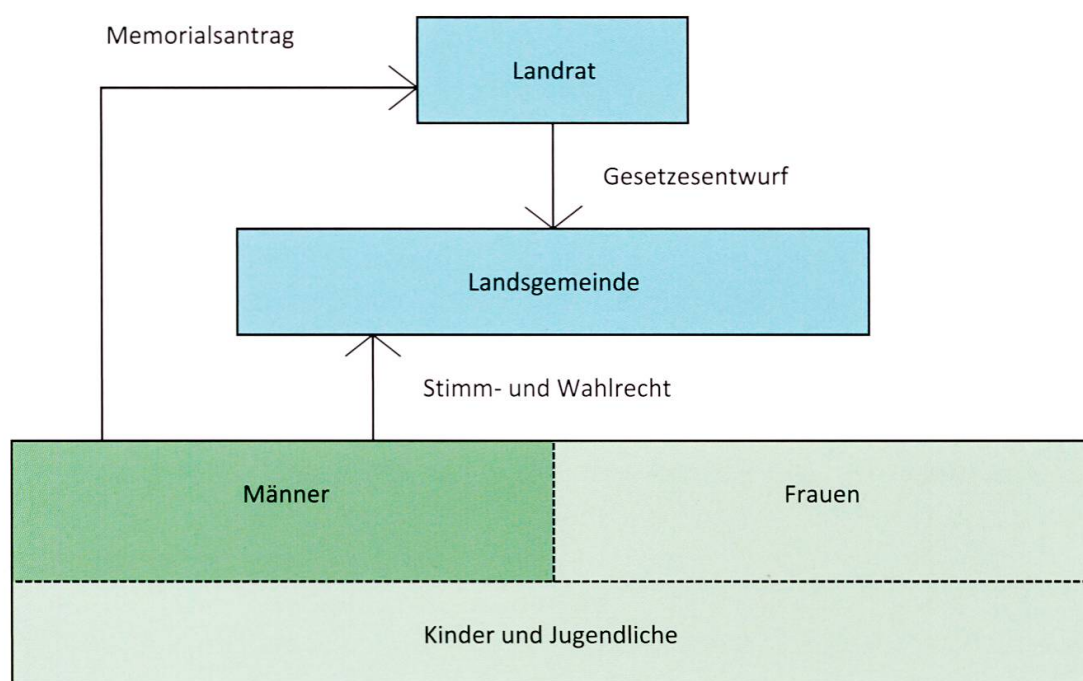 Memorialsantrag
Landrat
Gesetzesentwurf
Landsgemeinde
Stimm- und Wahlrecht
Männer
Frauen
Kinder und Jugendliche